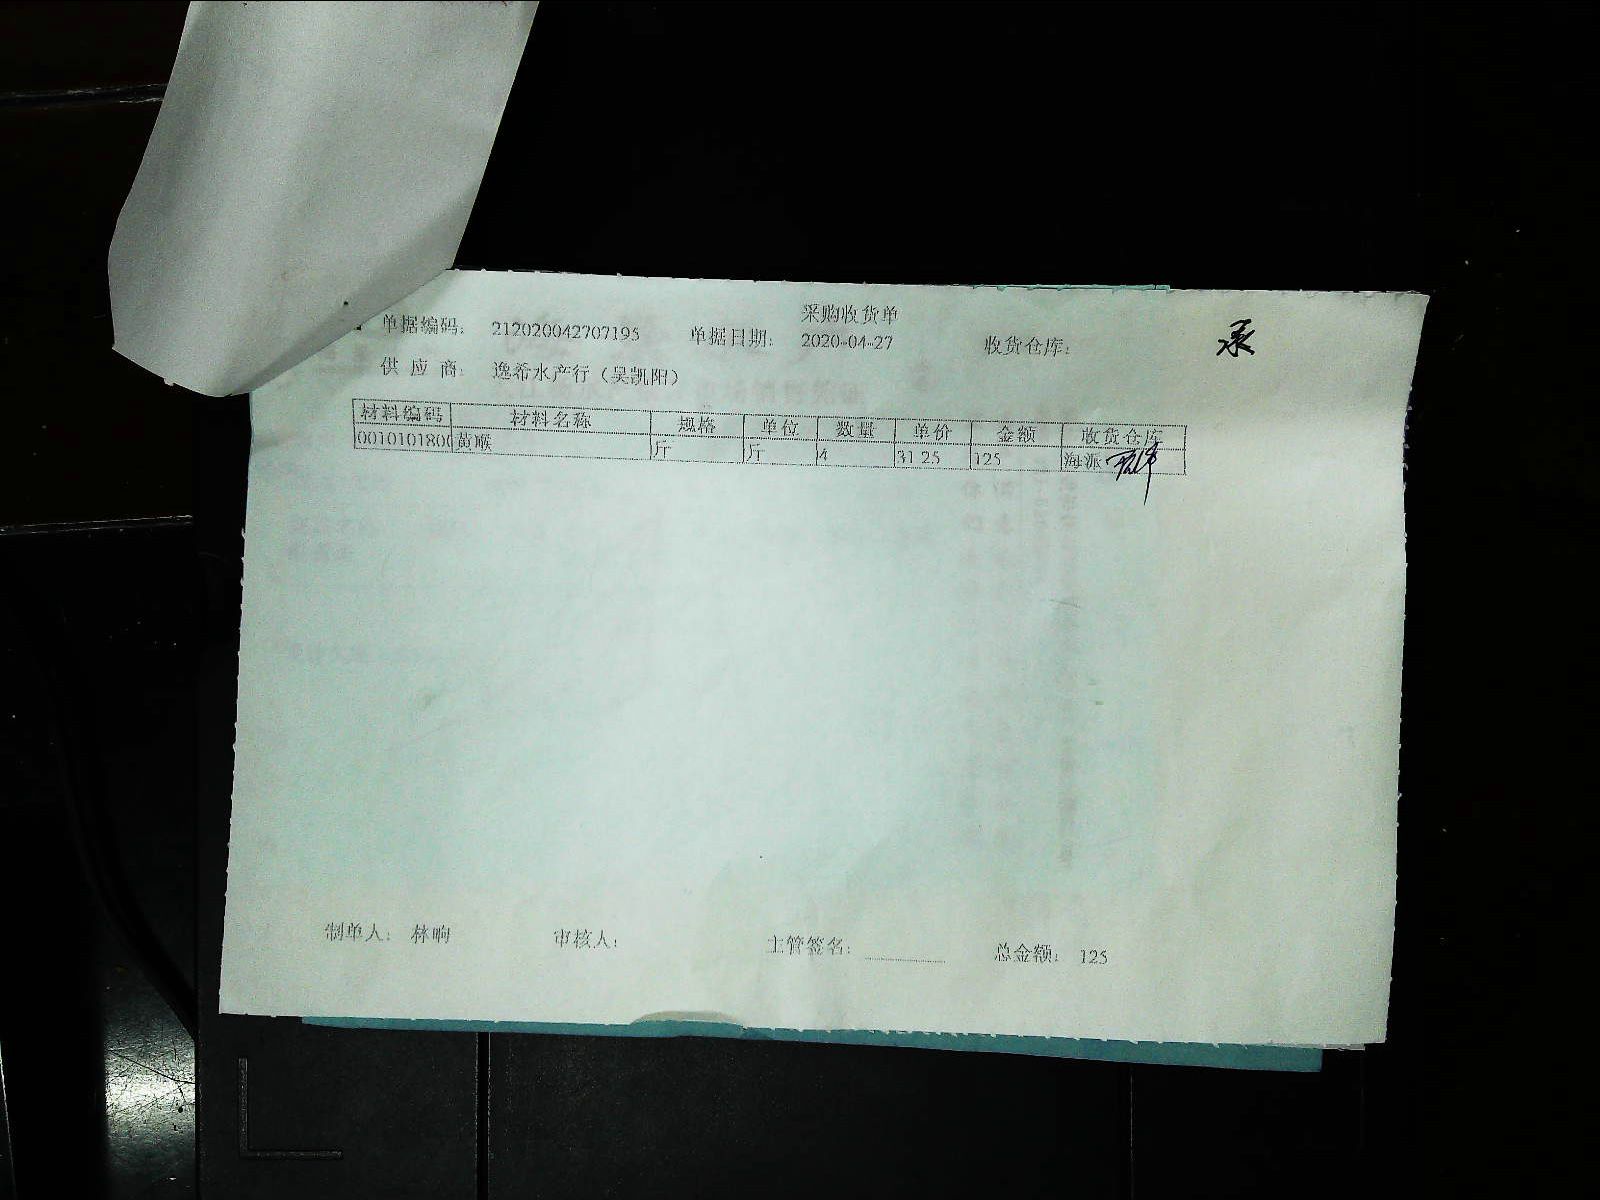 采购收货单
单据编码： 212020042707195 单据日期： 2020-04-27 收货仓库：
供应商： 逸希水产行（吴凯阳）
材料编码 材料名称 规格 单位 数量 单价 金额 收货仓库
0010101800 黄喉 斤 斤 4 31.25 125 海派
制单人： 林响 审核人： 主管签名： 总金额： 125